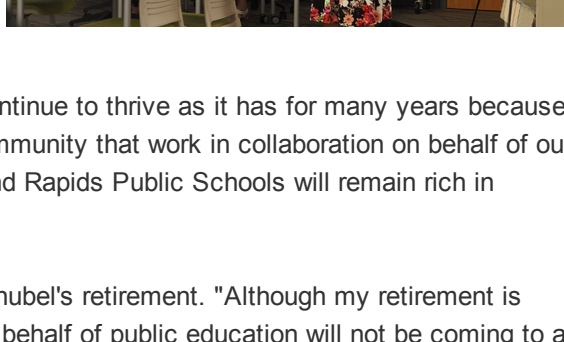 ntinue to thrive as it has for many years because
mmunity that work in collaboration on behalf of ou
d Rapids Public Schools will remain rich in
nubel's retirement. "Although my retirement is
behalf of public education will not be coming to a